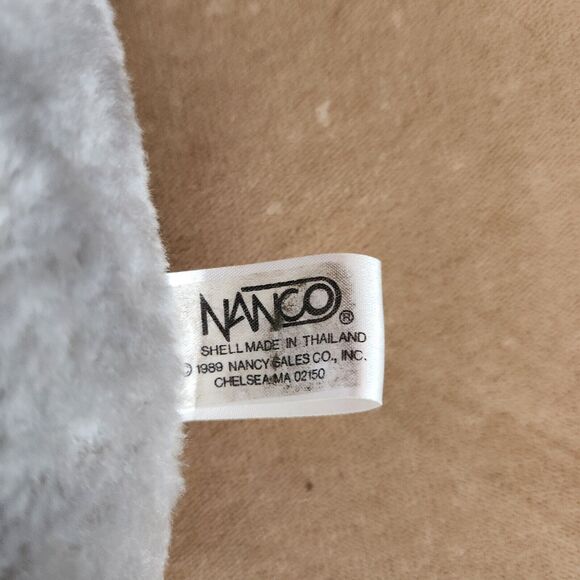 NANCO®
SHELL MADE IN THAILAND
© 1989 NANCY SALES CO., INC.
CHELSEA MA 02150